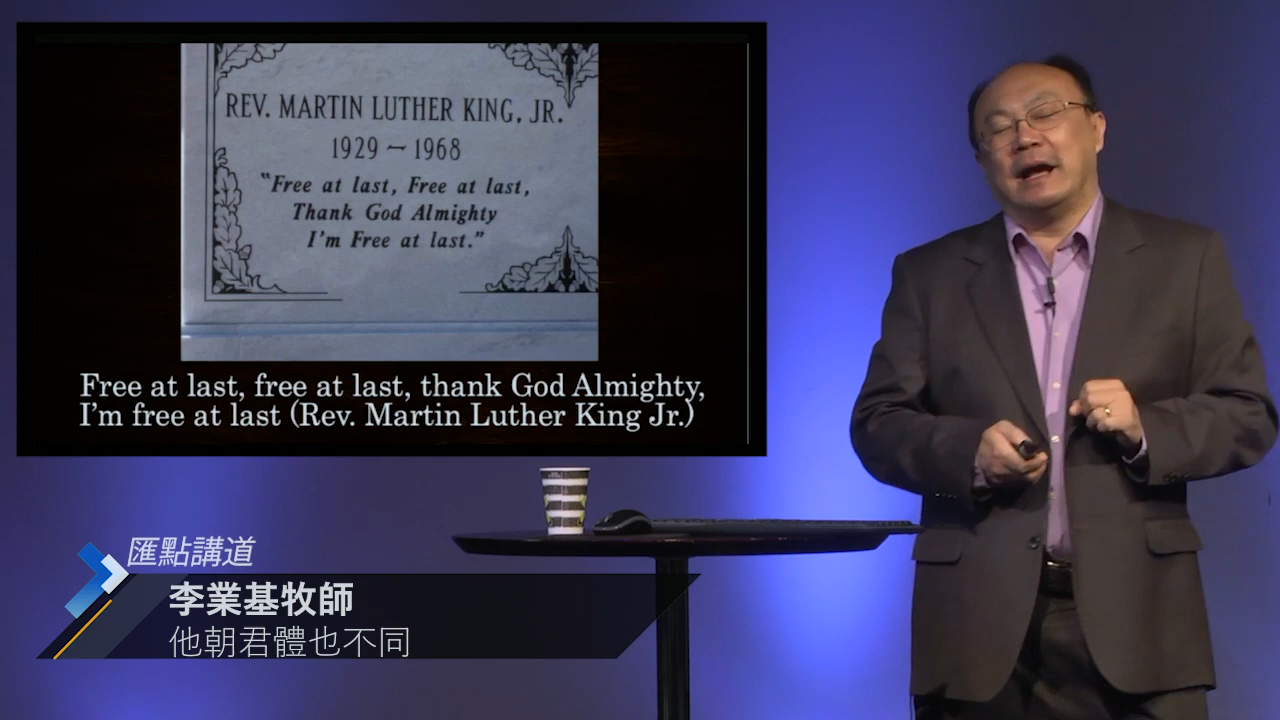 REV. MARTIN LUTHER KING, JR.
1929 — 1968
"Free at last, Free at last,
Thank God Almighty
I'm Free at last."
Free at last, free at last, thank God Almighty,
I'm free at last (Rev. Martin Luther King Jr.)
匯點講道
李業基牧師
他朝君體也不同